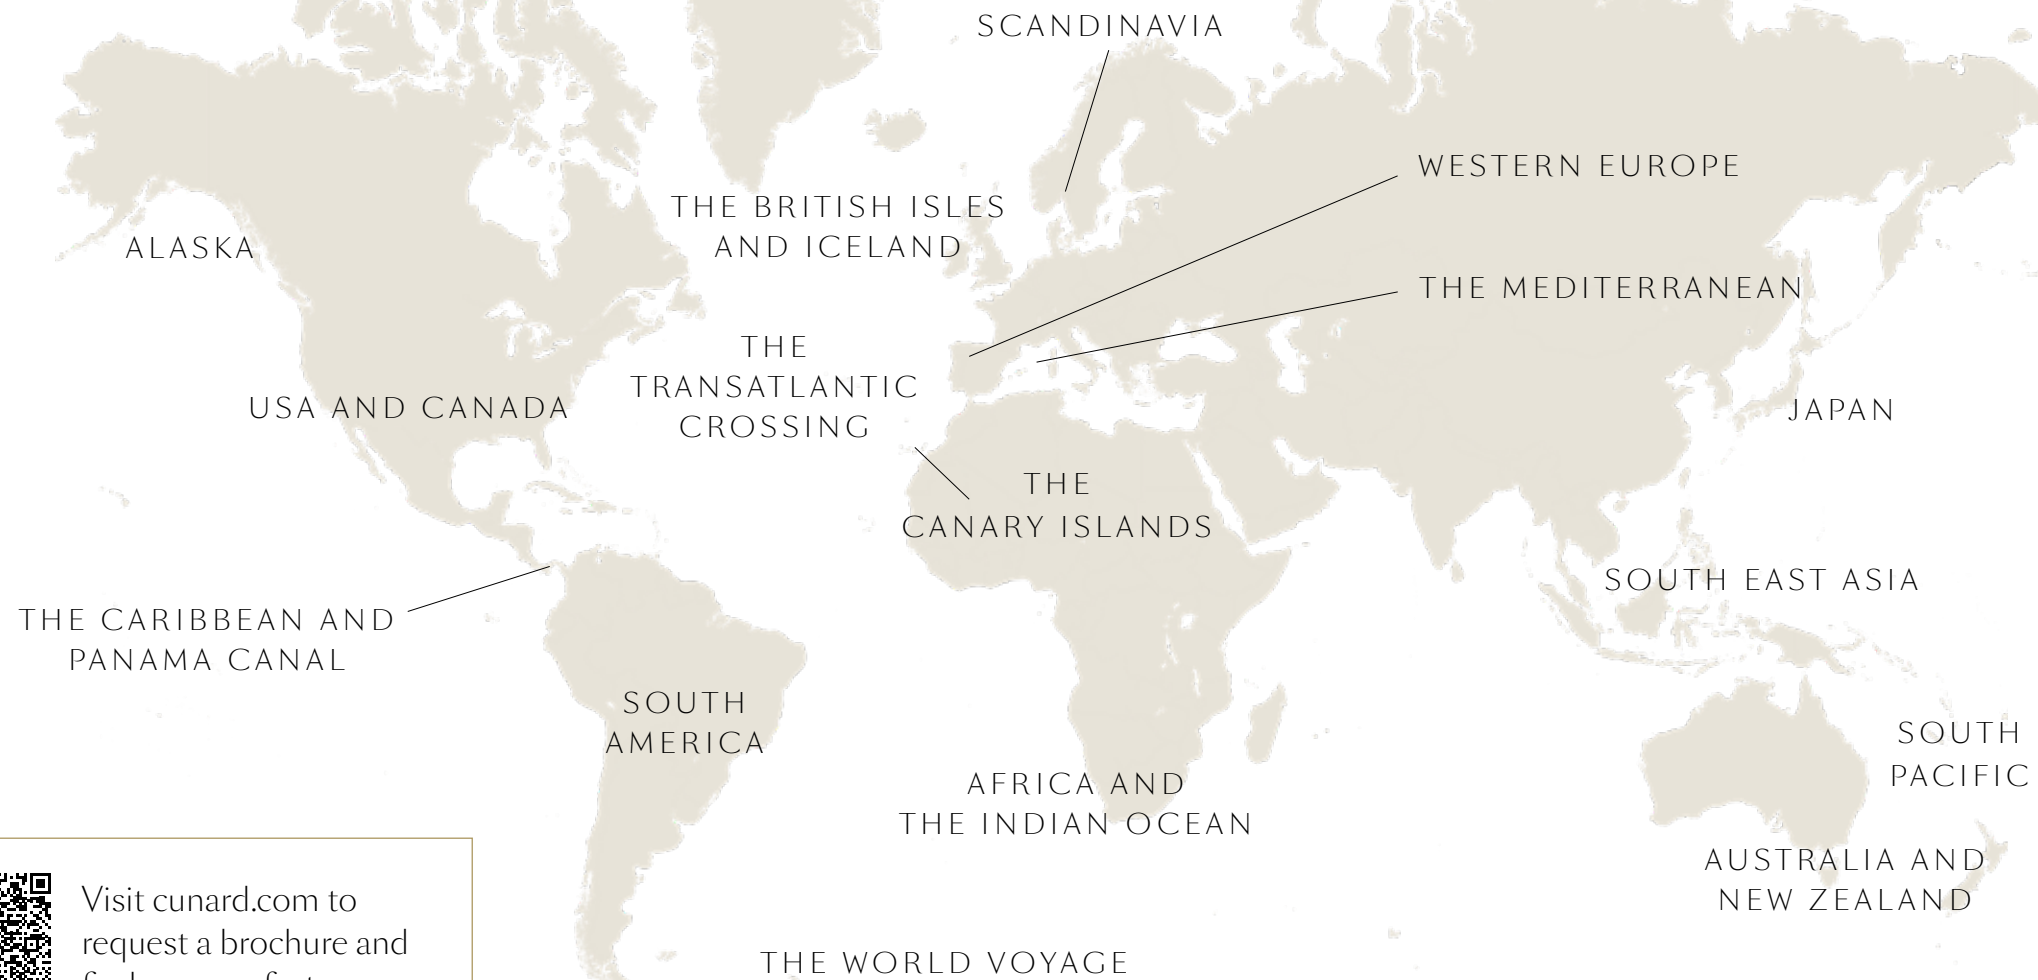 SCANDINAVIA
WESTERN EUROPE
THE BRITISH ISLES
AND ICELAND
ALASKA
THE MEDITERRANEAN
THE
TRANSATLANTIC
CROSSING
USA AND CANADA
JAPAN
THE
CANARY ISLANDS
SOUTH EAST ASIA
THE CARIBBEAN AND
PANAMA CANAL
SOUTH
AMERICA
SOUTH
PACIFIC
AFRICA AND
THE INDIAN OCEAN
AUSTRALIA AND
NEW ZEALAND
Visit cunard.com to
request a brochure and
THE WORLD VOYAGE